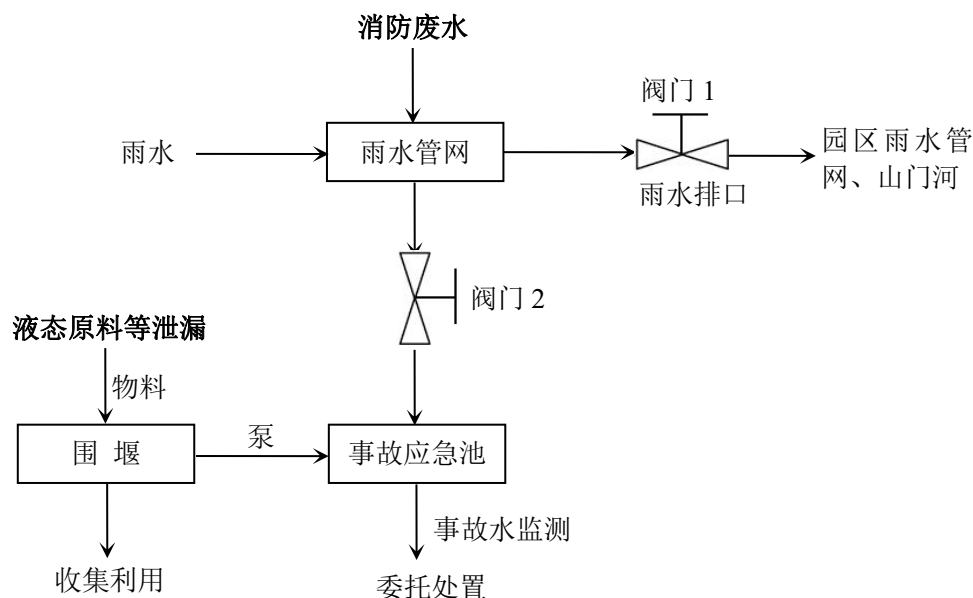 消防废水
阀门 1
雨水
雨水管网
园区雨水管
网、山门河
雨水排口
阀门 2
液态原料等泄漏
物料
围 堰
泵
事故应急池
事故水监测
收集利用
委托处置